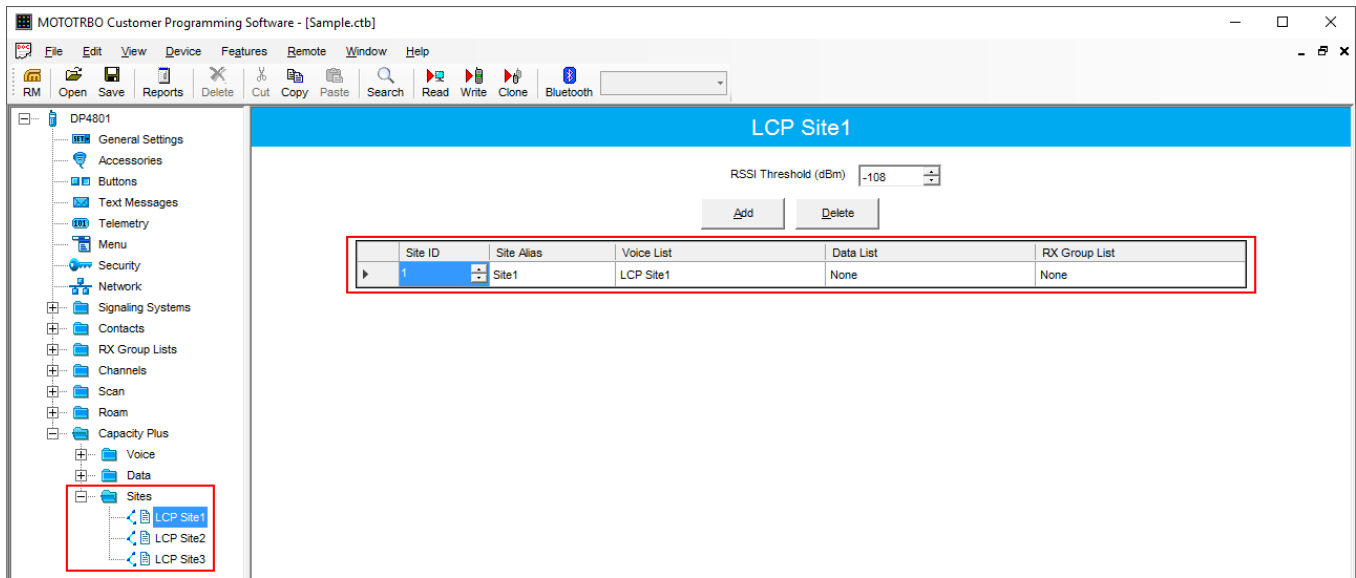 MOTOTRBO Customer Programming Software - [Sample.ctb]
File Edit View Device Features Remote Window Help
RM Open Save Reports Delete Cut Copy Paste Search Read Write Clone Bluetooth
DP4801
General Settings
Accessories
Buttons
Text Messages
Telemetry
Menu
Security
Network
Signaling Systems
Contacts
RX Group Lists
Channels
Scan
Roam
Capacity Plus
Voice
Data
Sites
LCP Site1
LCP Site2
LCP Site3
LCP Site1
RSSI Threshold (dBm) -108
Add Delete
Site ID Site Alias Voice List Data List RX Group List
1 Site1 LCP Site1 None None